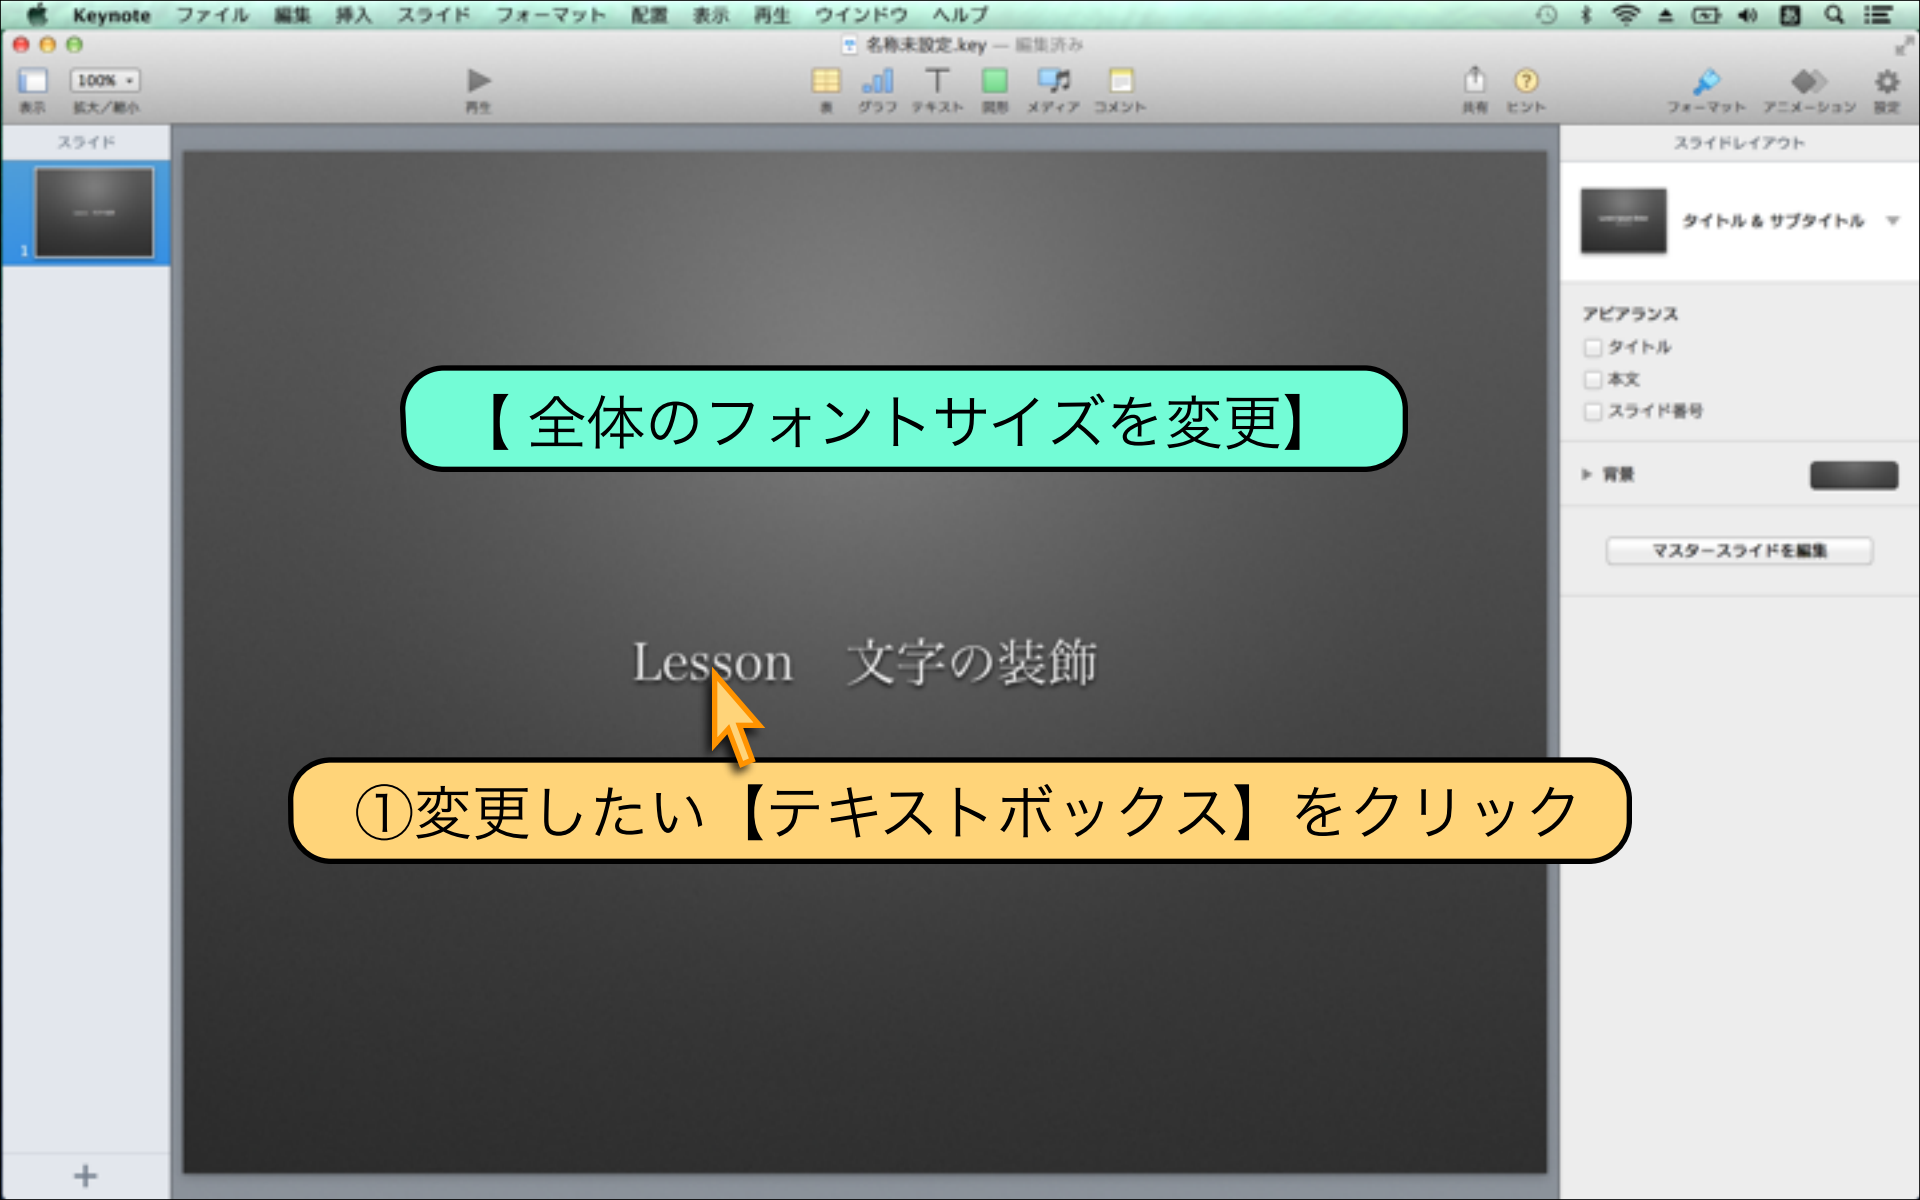 Keynote ファイル 編集 挿入 スライド フォーマット 配置 表示 再生 ウインドウ ヘルプ
名称未設定.key — 編集済み
100%
表示 拡大／縮小 再生 表 グラフ テキスト 図形 メディア コメント 共有 ヒント フォーマット アニメーション 設定
スライド
スライドレイアウト
1
タイトル & サブタイトル
アピアランス
タイトル
本文
スライド番号
【 全体のフォントサイズを変更】
背景
マスタースライドを編集
Lesson　文字の装飾
①変更したい【テキストボックス】をクリック